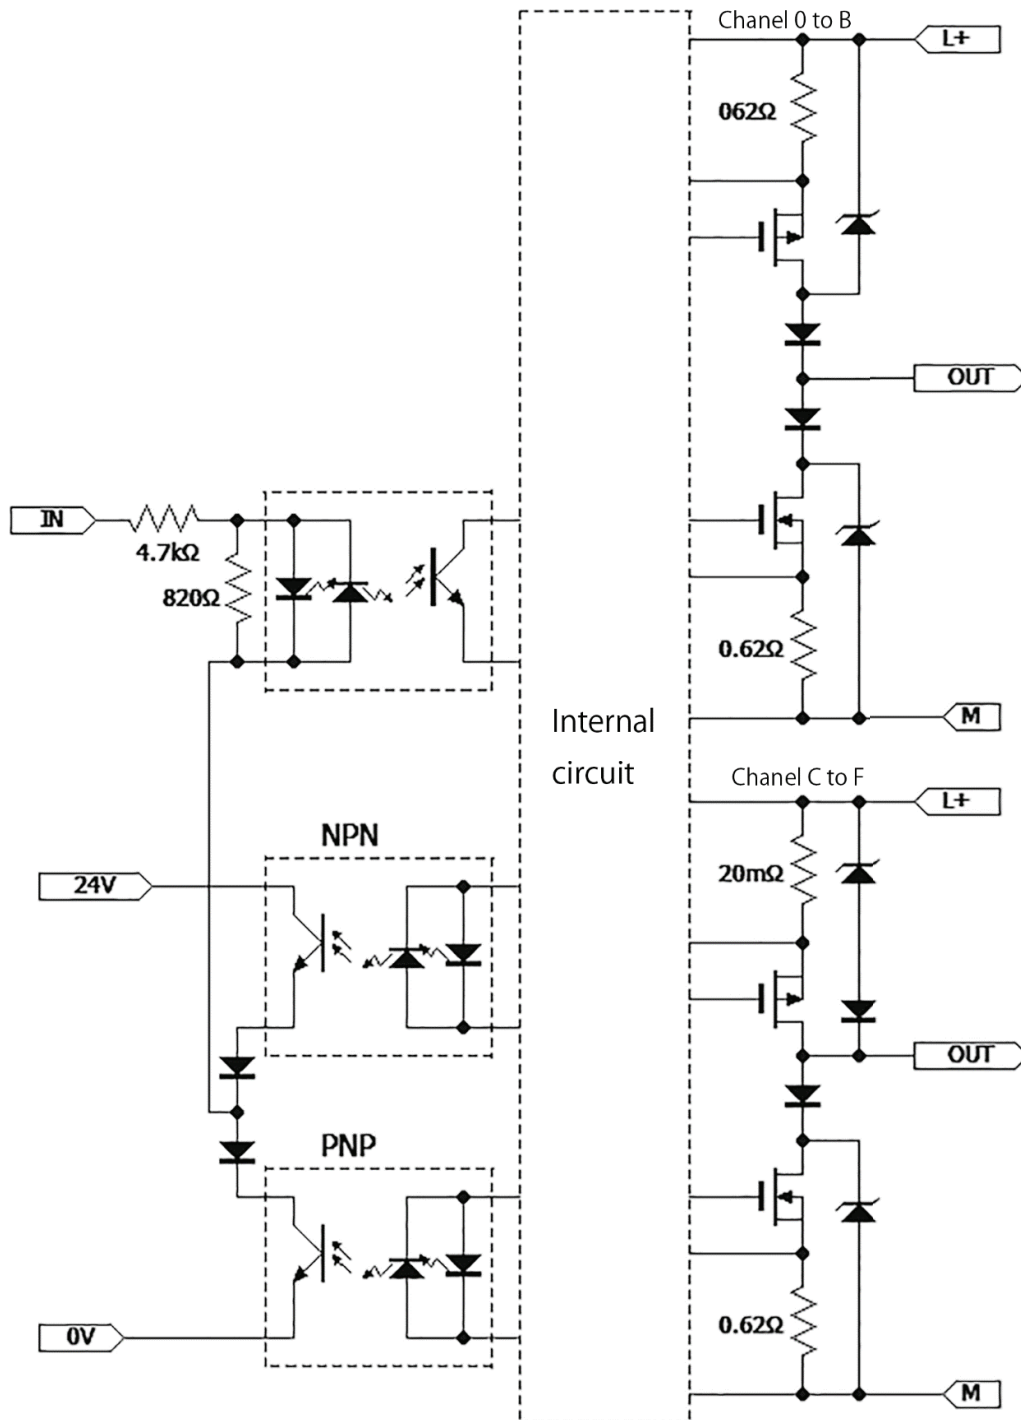 Chanel 0 to B
L+
062Ω
OUT
IN
4.7kΩ
820Ω
0.62Ω
M
Internal
circuit
Chanel C to F
L+
NPN
24V
20mΩ
OUT
PNP
0V
0.62Ω
M